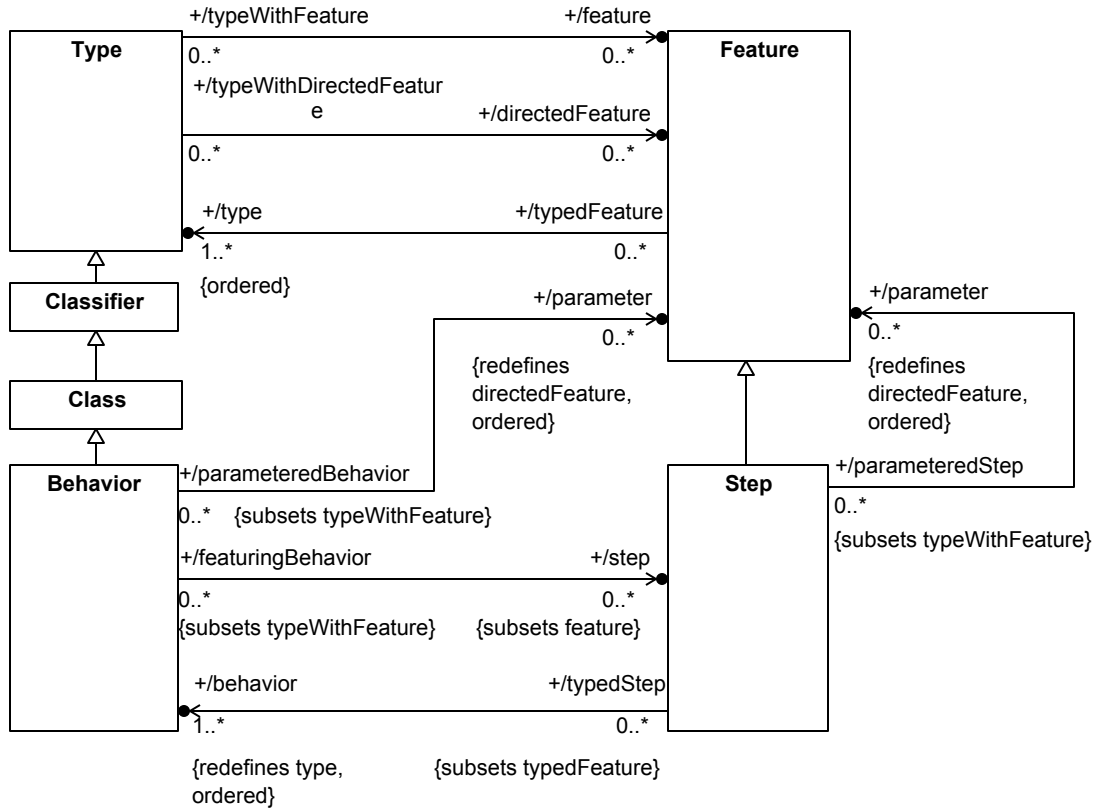 +/typeWithFeature
+/feature
Type
Feature
0..*
0..*
+/typeWithDirectedFeatur
e
+/directedFeature
0..*
0..*
+/type
+/typedFeature
1..*
0..*
{ordered}
Classifier
+/parameter
+/parameter
0..*
0..*
{redefines
directedFeature,
ordered}
{redefines
directedFeature,
ordered}
Class
Behavior
+/parameteredBehavior
Step
+/parameteredStep
0..*
{subsets typeWithFeature}
0..*
{subsets typeWithFeature}
+/featuringBehavior
+/step
0..*
0..*
{subsets typeWithFeature}
{subsets feature}
+/behavior
+/typedStep
1..*
0..*
{redefines type,
ordered}
{subsets typedFeature}